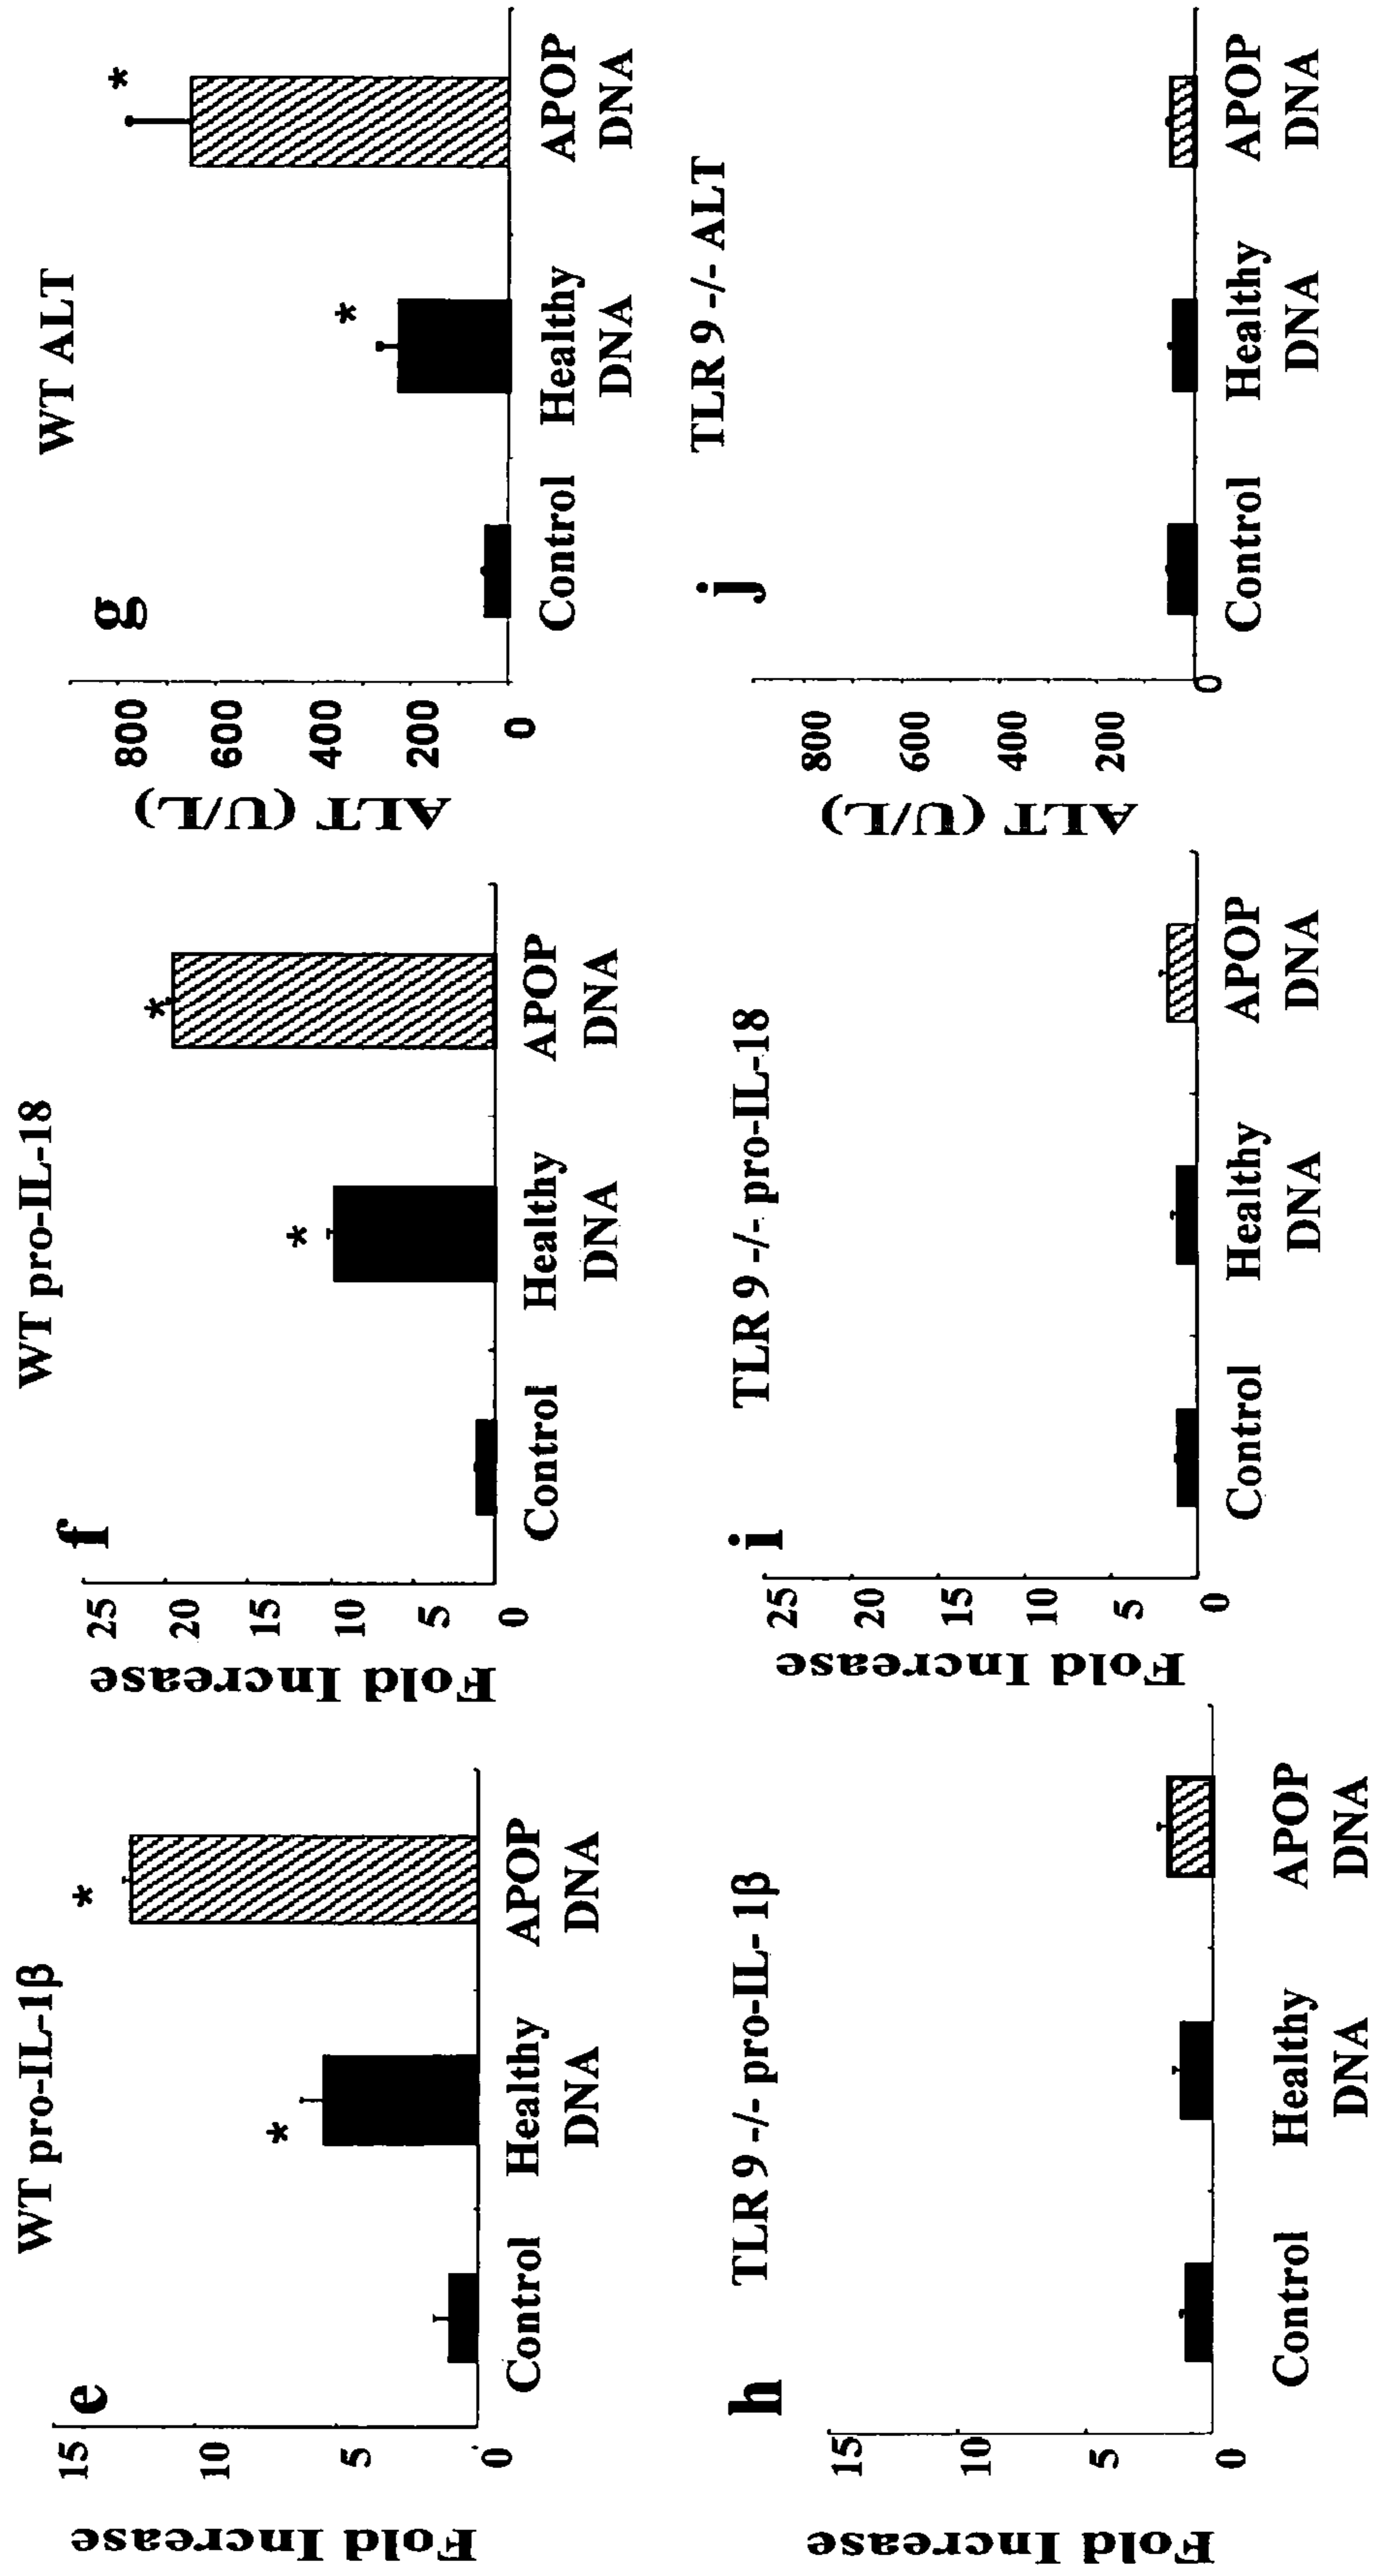 e
WT pro-IL-1β
Fold Increase
15
10
5
0
*
*
Control
Healthy
DNA
APOP
DNA
f
WT pro-IL-18
Fold Increase
25
20
15
10
5
0
*
*
Control
Healthy
DNA
APOP
DNA
g
WT ALT
ALT (U/L)
800
600
400
200
0
*
*
Control
Healthy
DNA
APOP
DNA
h
TLR 9 -/- pro-IL- 1β
Fold Increase
15
10
5
0
Control
Healthy
DNA
APOP
DNA
i
TLR 9 -/- pro-IL-18
Fold Increase
25
20
15
10
5
0
Control
Healthy
DNA
APOP
DNA
j
TLR 9 -/- ALT
ALT (U/L)
800
600
400
200
0
Control
Healthy
DNA
APOP
DNA